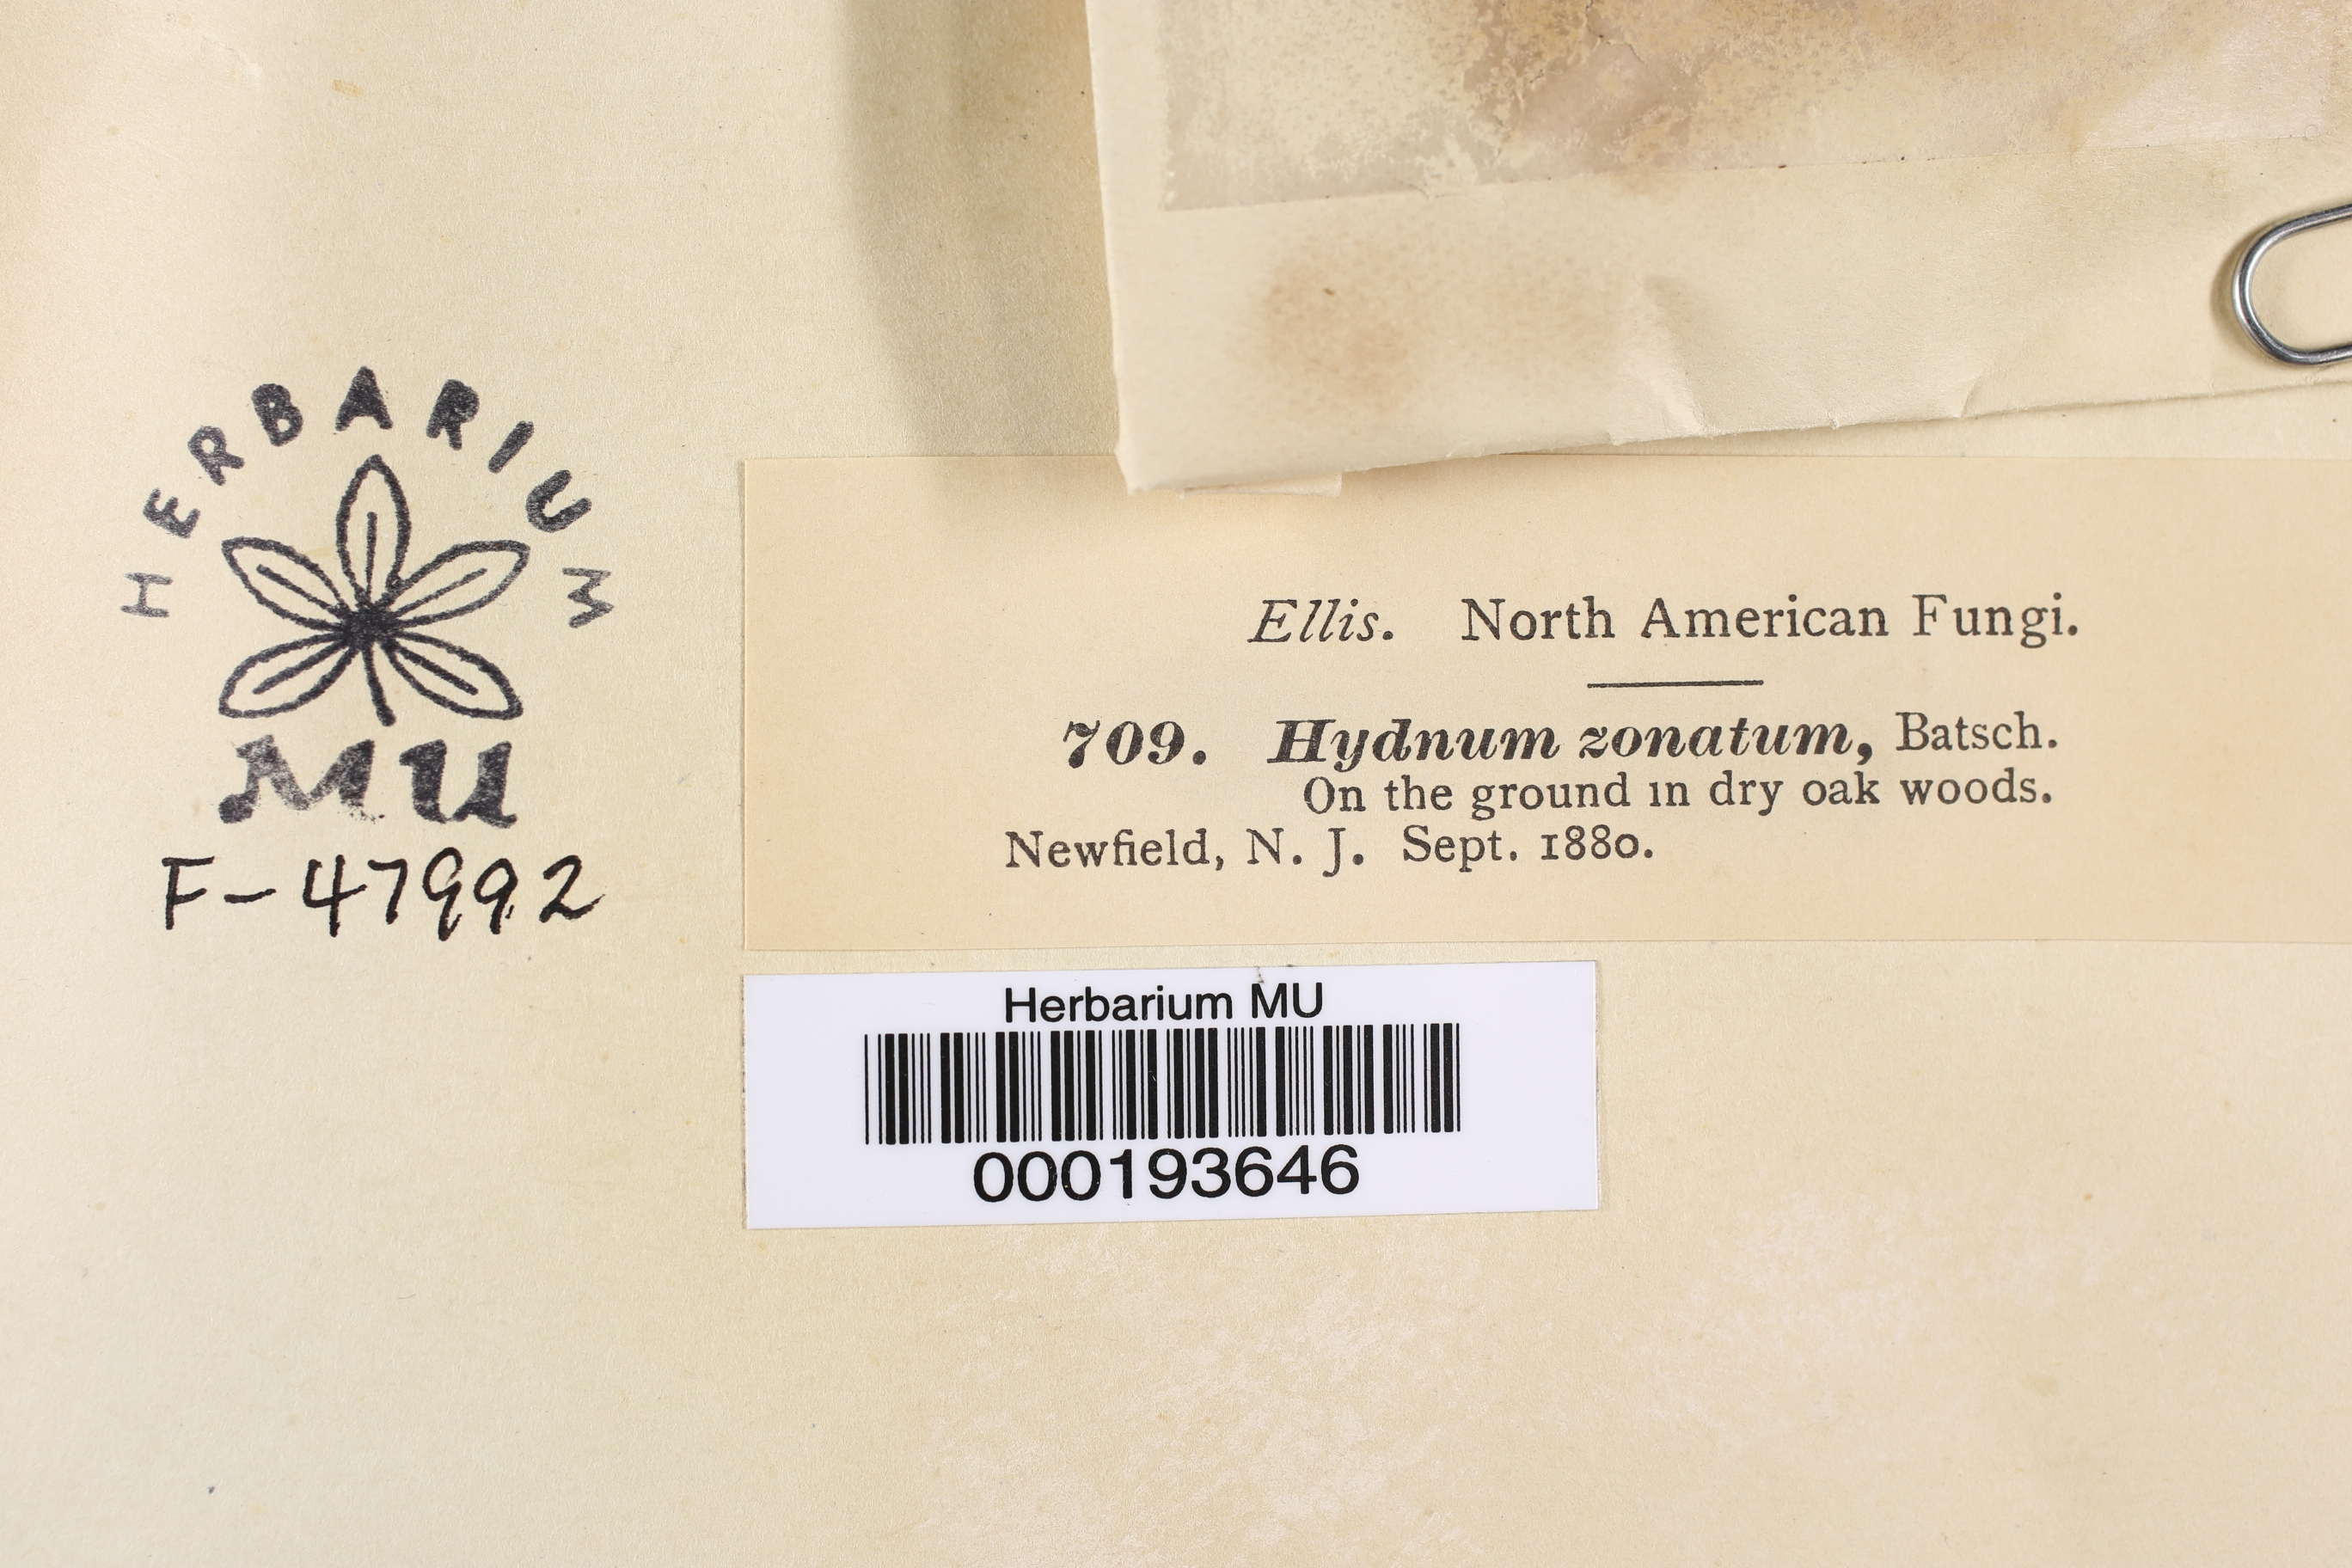 HERBARIUM
MU
F-47992
Ellis. North American Fungi.
709. Hydnum zonatum, Batsch.
On the ground in dry oak woods.
Newfield, N. J. Sept. 1880.
Herbarium MU
000193646